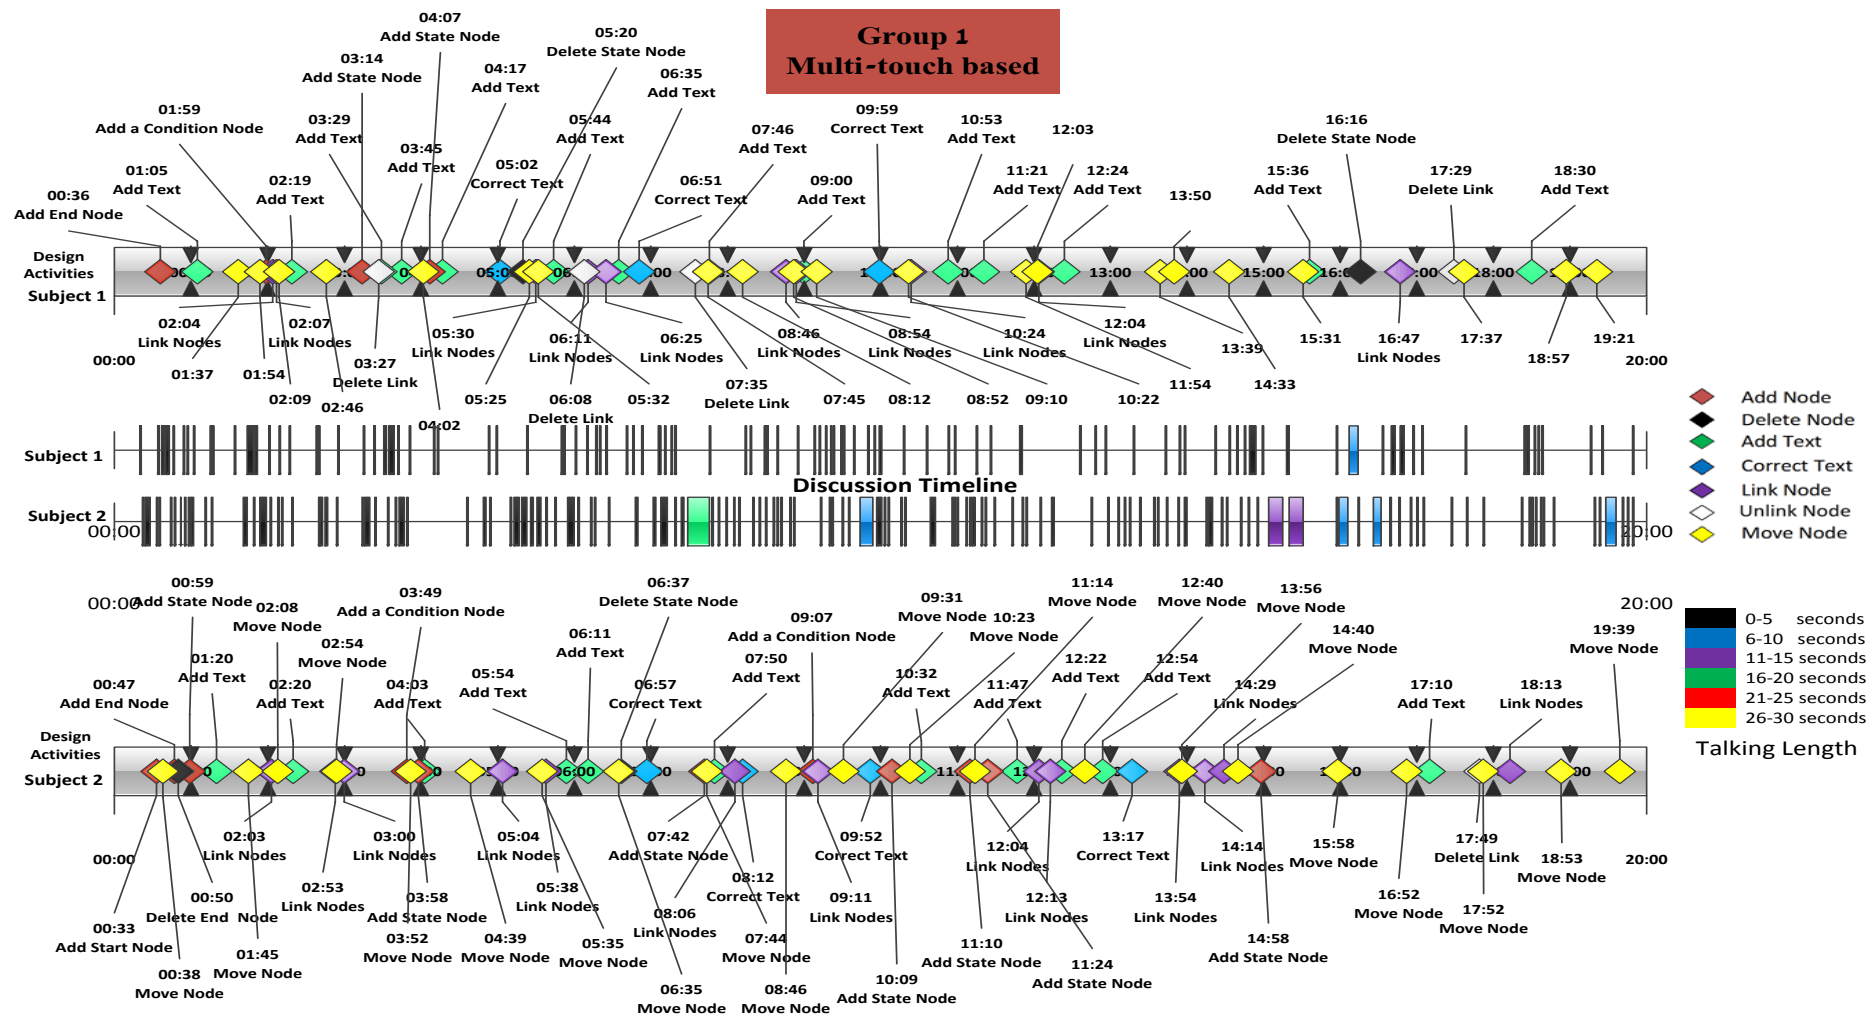 Group 1
Multi-touch based
04:07
Add State Node
05:20
Delete State Node
03:14
Add State Node
04:17
Add Text
06:35
Add Text
01:59
Add a Condition Node
03:29
Add Text
03:45
Add Text
05:44
Add Text
07:46
Add Text
09:59
Correct Text
10:53
Add Text
12:03
16:16
Delete State Node
01:05
Add Text
02:19
Add Text
05:02
Correct Text
06:51
Correct Text
09:00
Add Text
11:21
Add Text
12:24
Add Text
13:50
15:36
Add Text
17:29
Delete Link
18:30
Add Text
00:36
Add End Node
Design
Activities
Subject 1
13:00
15:00
02:04
Link Nodes
02:07
Link Nodes
05:30
Link Nodes
06:11
Link Nodes
06:25
Link Nodes
08:46
Link Nodes
08:54
Link Nodes
10:24
Link Nodes
12:04
Link Nodes
13:39
15:31
16:47
Link Nodes
17:37
18:57
19:21
00:00
20:00
01:37
01:54
03:27
Delete Link
02:09
02:46
04:02
05:25
06:08
Delete Link
05:32
07:35
Delete Link
07:45
08:12
08:52
09:10
10:22
11:54
14:33
Add Node
Delete Node
Add Text
Correct Text
Link Node
Unlink Node
Move Node
Subject 1
Discussion Timeline
Subject 2
00:00
20:00
00:00
20:00
00:59
Add State Node
02:08
Move Node
03:49
Add a Condition Node
06:37
Delete State Node
09:31
Move Node
11:14
Move Node
12:40
Move Node
13:56
Move Node
10:23
Move Node
09:07
Add a Condition Node
14:40
Move Node
19:39
Move Node
01:20
Add Text
02:54
Move Node
06:11
Add Text
07:50
Add Text
00:47
Add End Node
02:20
Add Text
04:03
Add Text
05:54
Add Text
06:57
Correct Text
10:32
Add Text
11:47
Add Text
12:22
Add Text
12:54
Add Text
14:29
Link Nodes
17:10
Add Text
18:13
Link Nodes
0-5 seconds
6-10 seconds
11-15 seconds
16-20 seconds
21-25 seconds
26-30 seconds
Talking Length
Design
Activities
Subject 2
06:00
02:03
Link Nodes
03:00
Link Nodes
05:04
Link Nodes
07:42
Add State Node
09:52
Correct Text
12:04
Link Nodes
13:17
Correct Text
14:14
Link Nodes
15:58
Move Node
17:49
Delete Link
18:53
Move Node
00:00
20:00
00:50
Delete End Node
02:53
Link Nodes
03:58
Add State Node
05:38
Link Nodes
08:12
Correct Text
09:11
Link Nodes
12:13
Link Nodes
13:54
Link Nodes
16:52
Move Node
17:52
Move Node
00:33
Add Start Node
00:38
Move Node
01:45
Move Node
03:52
Move Node
04:39
Move Node
05:35
Move Node
08:06
Link Nodes
07:44
Move Node
06:35
Move Node
08:46
Move Node
10:09
Add State Node
11:10
Add State Node
11:24
Add State Node
14:58
Add State Node